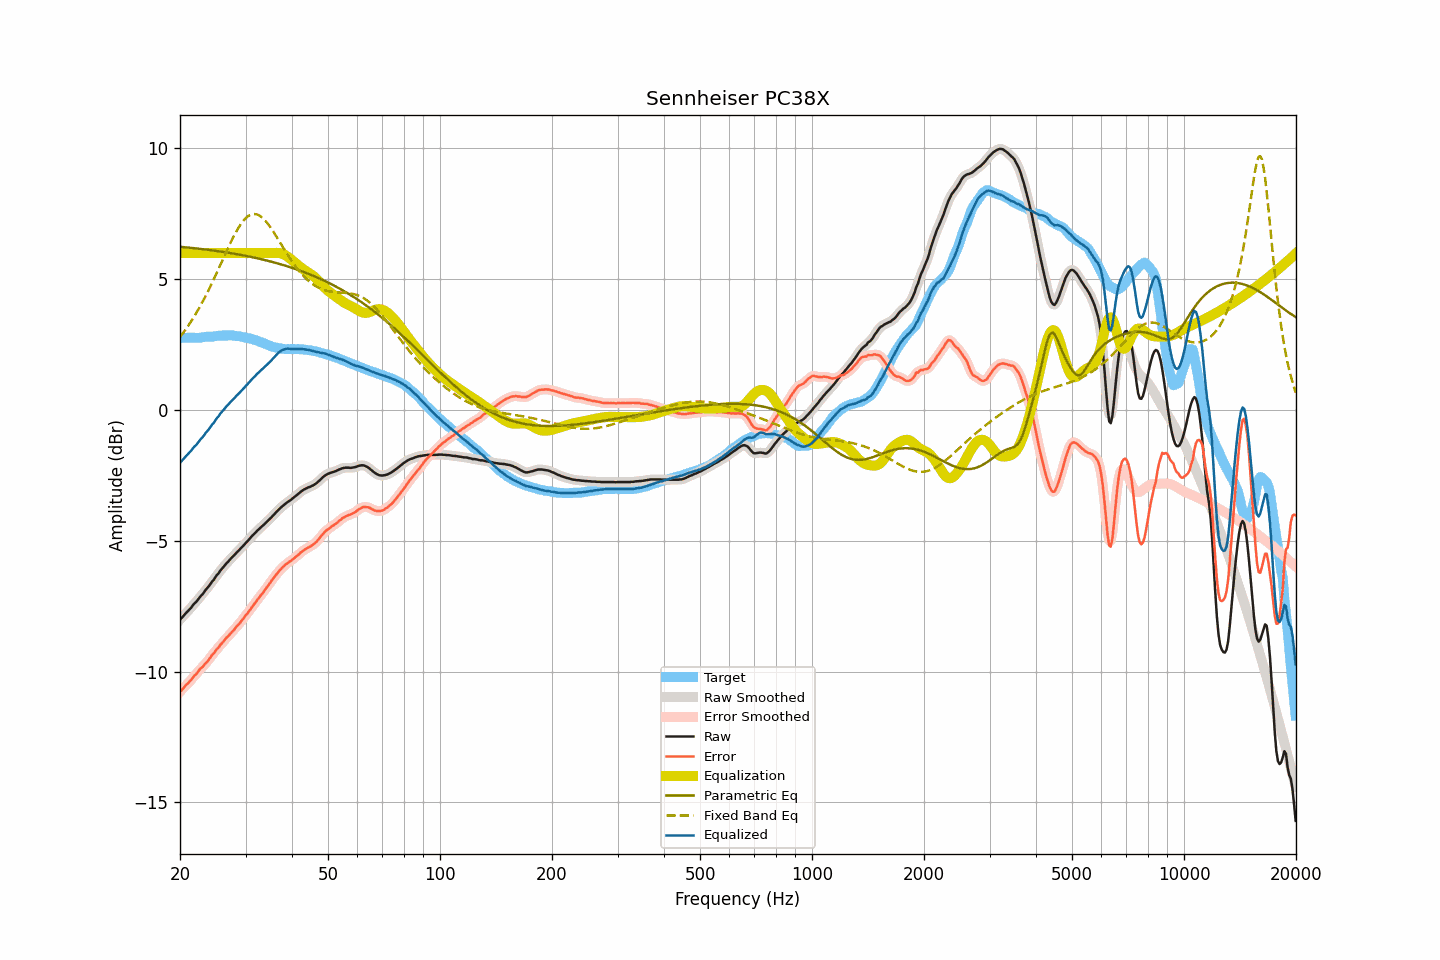 Sennheiser PC38X
10
5
0
−5
−10
−15
Amplitude (dBr)
Target
Raw Smoothed
Error Smoothed
Raw
Error
Equalization
Parametric Eq
Fixed Band Eq
Equalized
20 50 100 200 500 1000 2000 5000 10000 20000
Frequency (Hz)